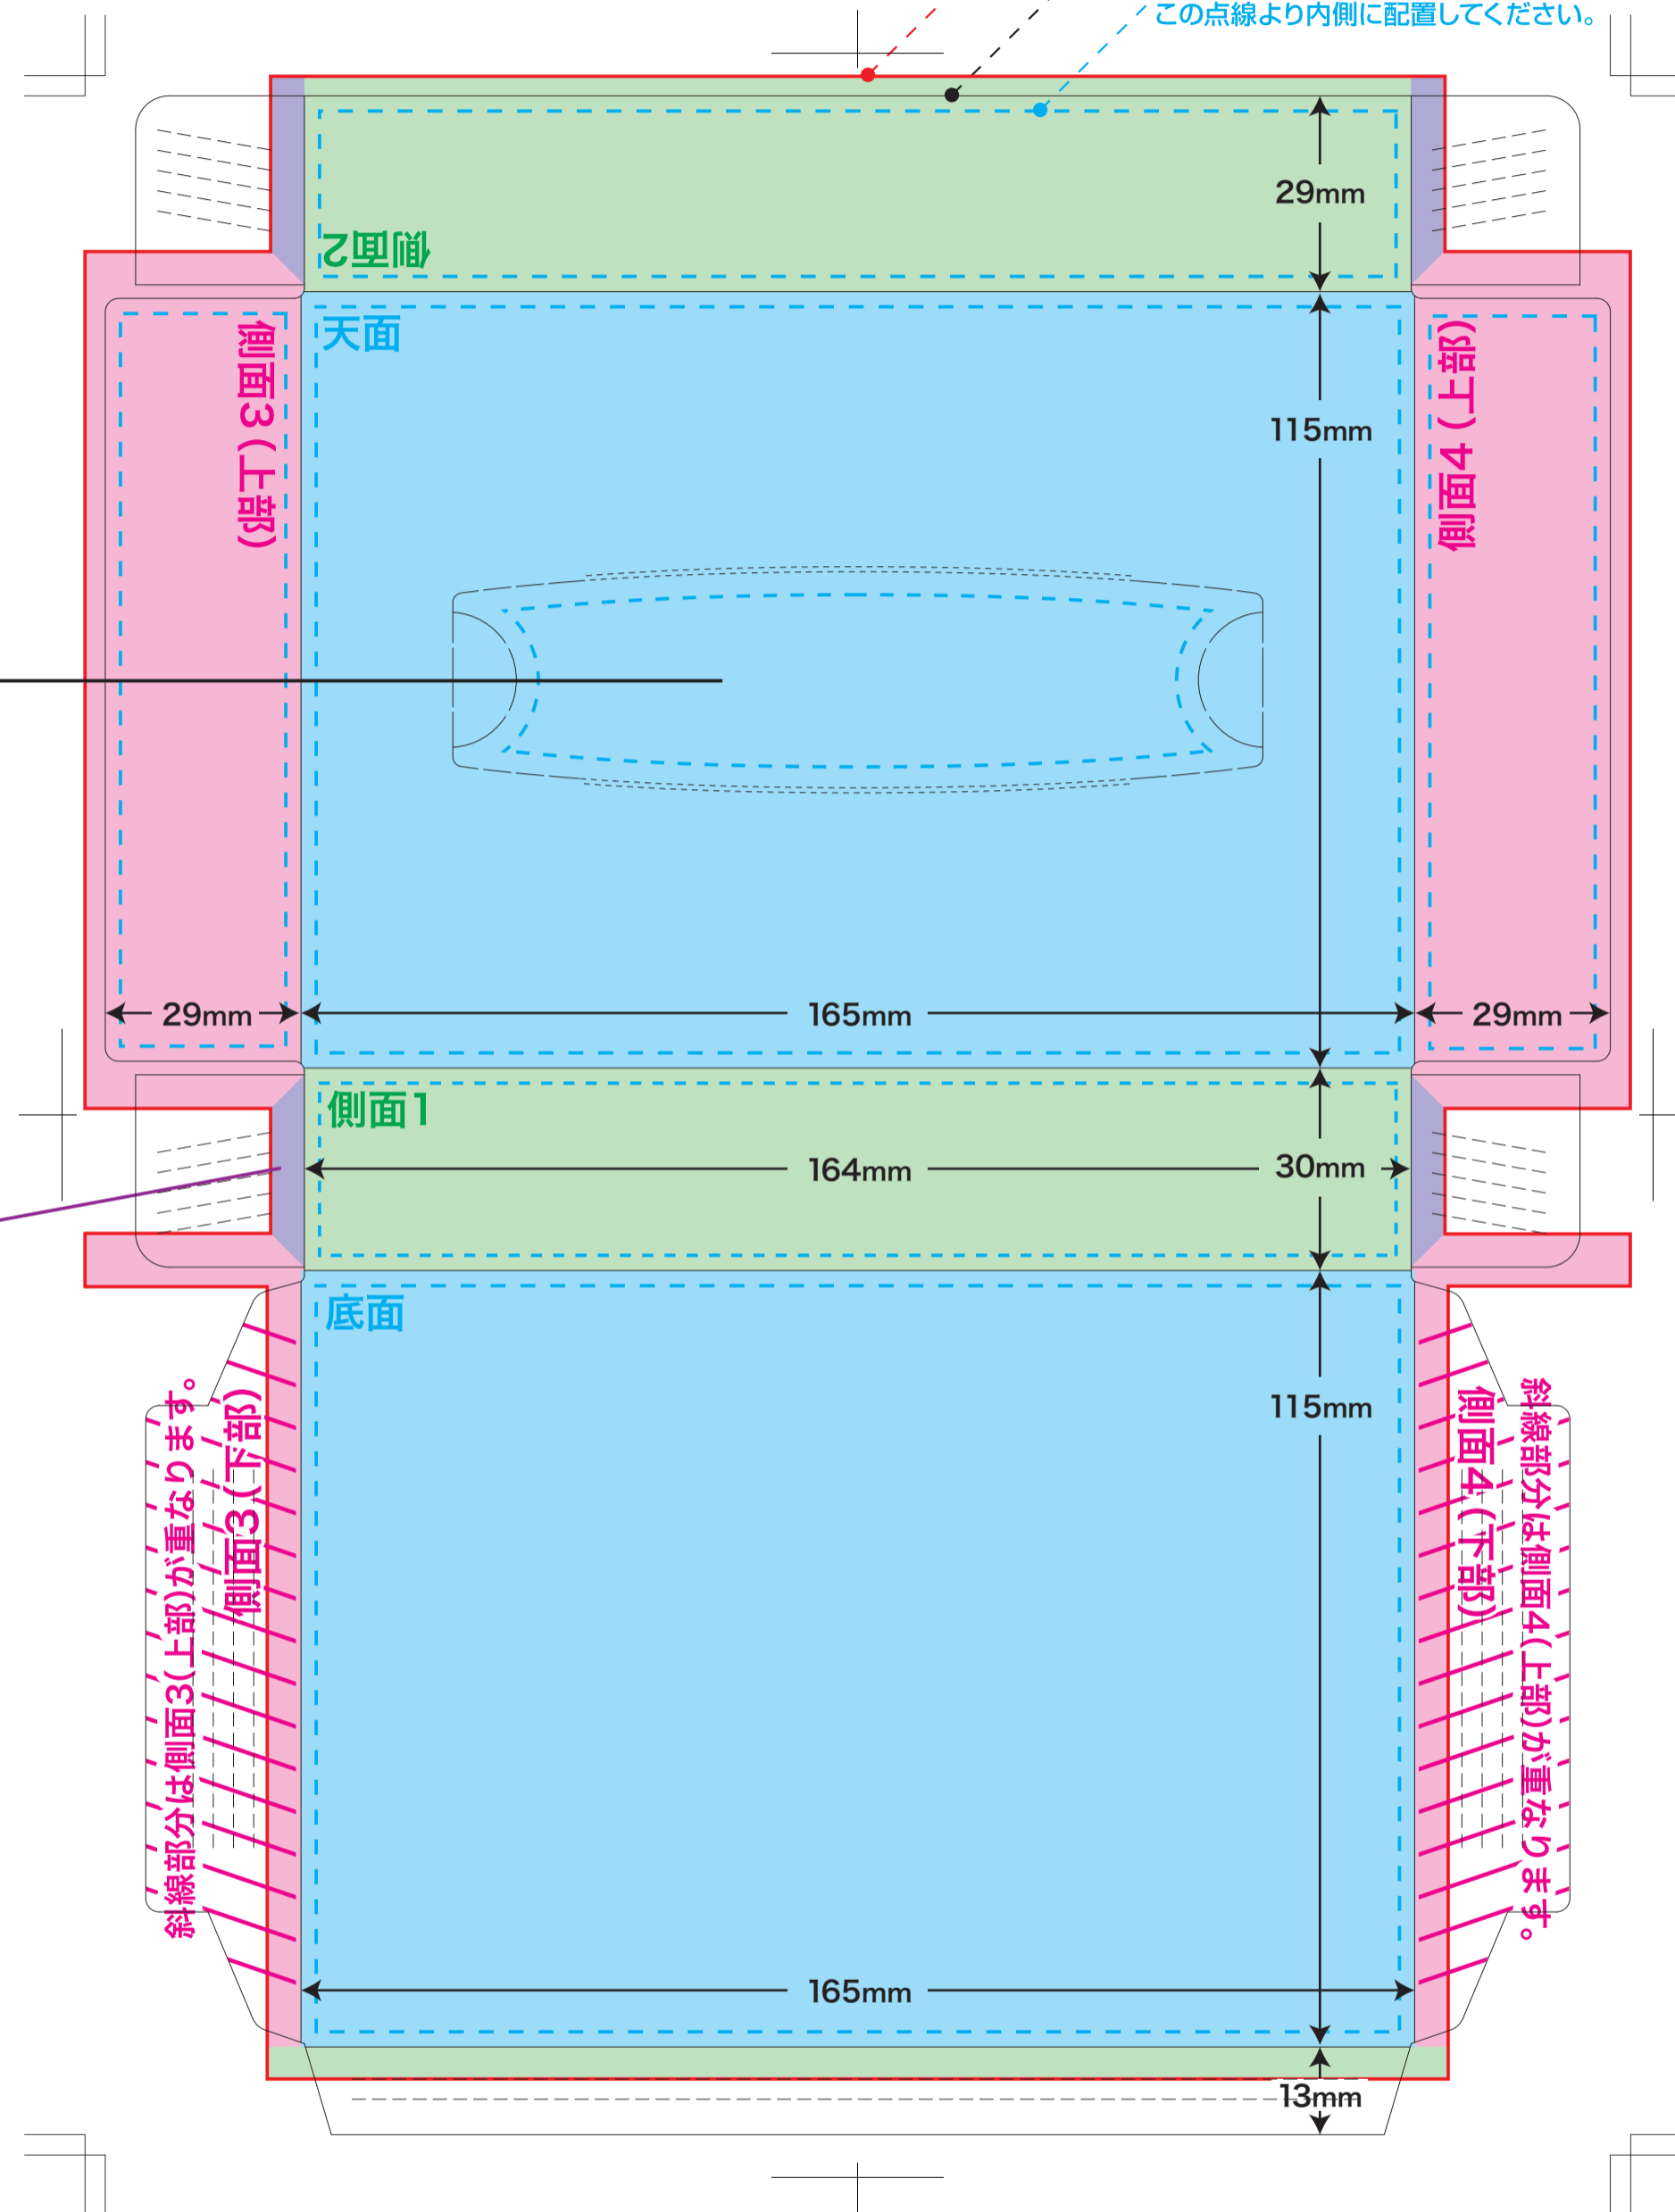 この点線より内側に配置してください。
29mm
側面2
天面
側面3(上部)
側面4(上部)
115mm
29mm
165mm
29mm
側面1
164mm
30mm
底面
115mm
側面3(下部)
斜線部分は側面3(上部)が重なります。
側面4(下部)
斜線部分は側面4(上部)が重なります。
165mm
13mm